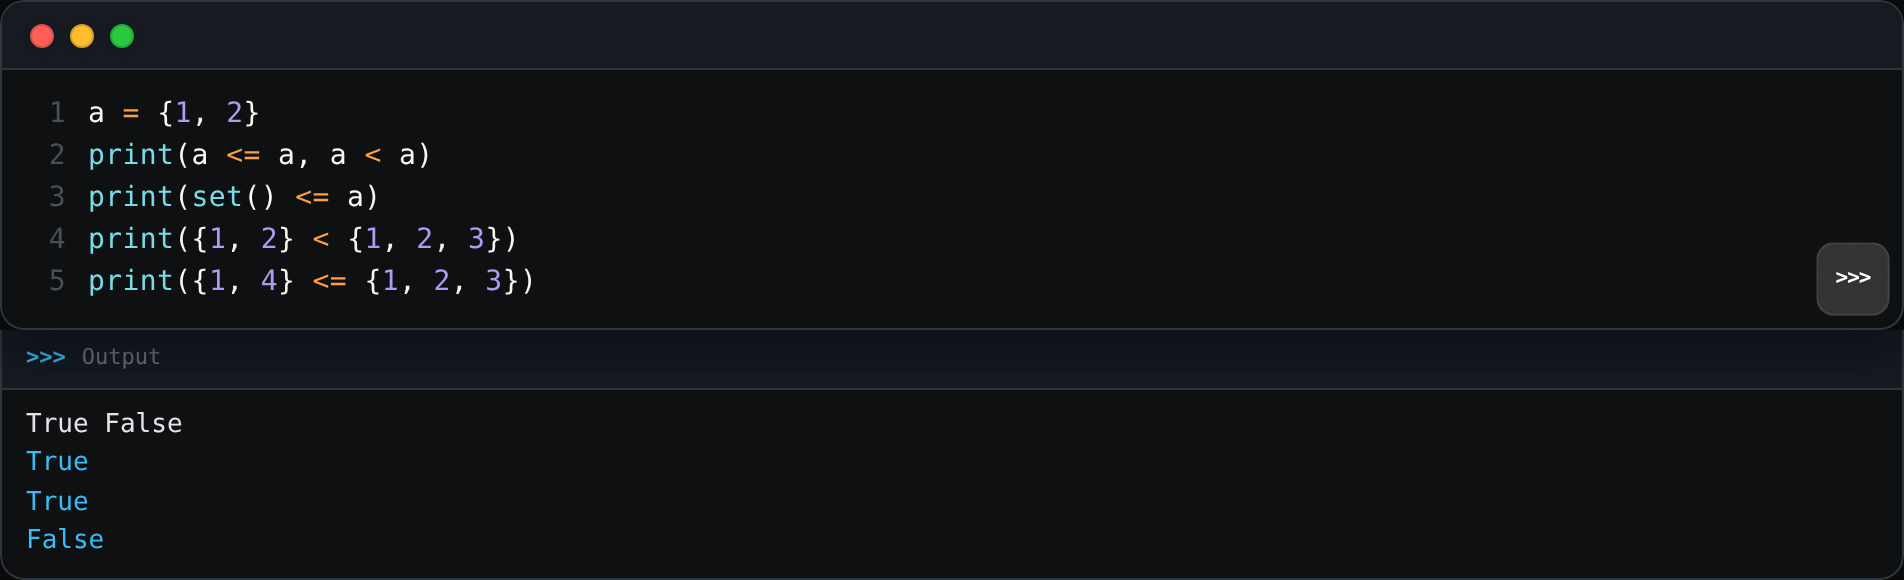 1 a = {1, 2}
2 print(a <= a, a < a)
3 print(set() <= a)
4 print({1, 2} < {1, 2, 3})
5 print({1, 4} <= {1, 2, 3})
>>>
>>> Output
True False
True
True
False